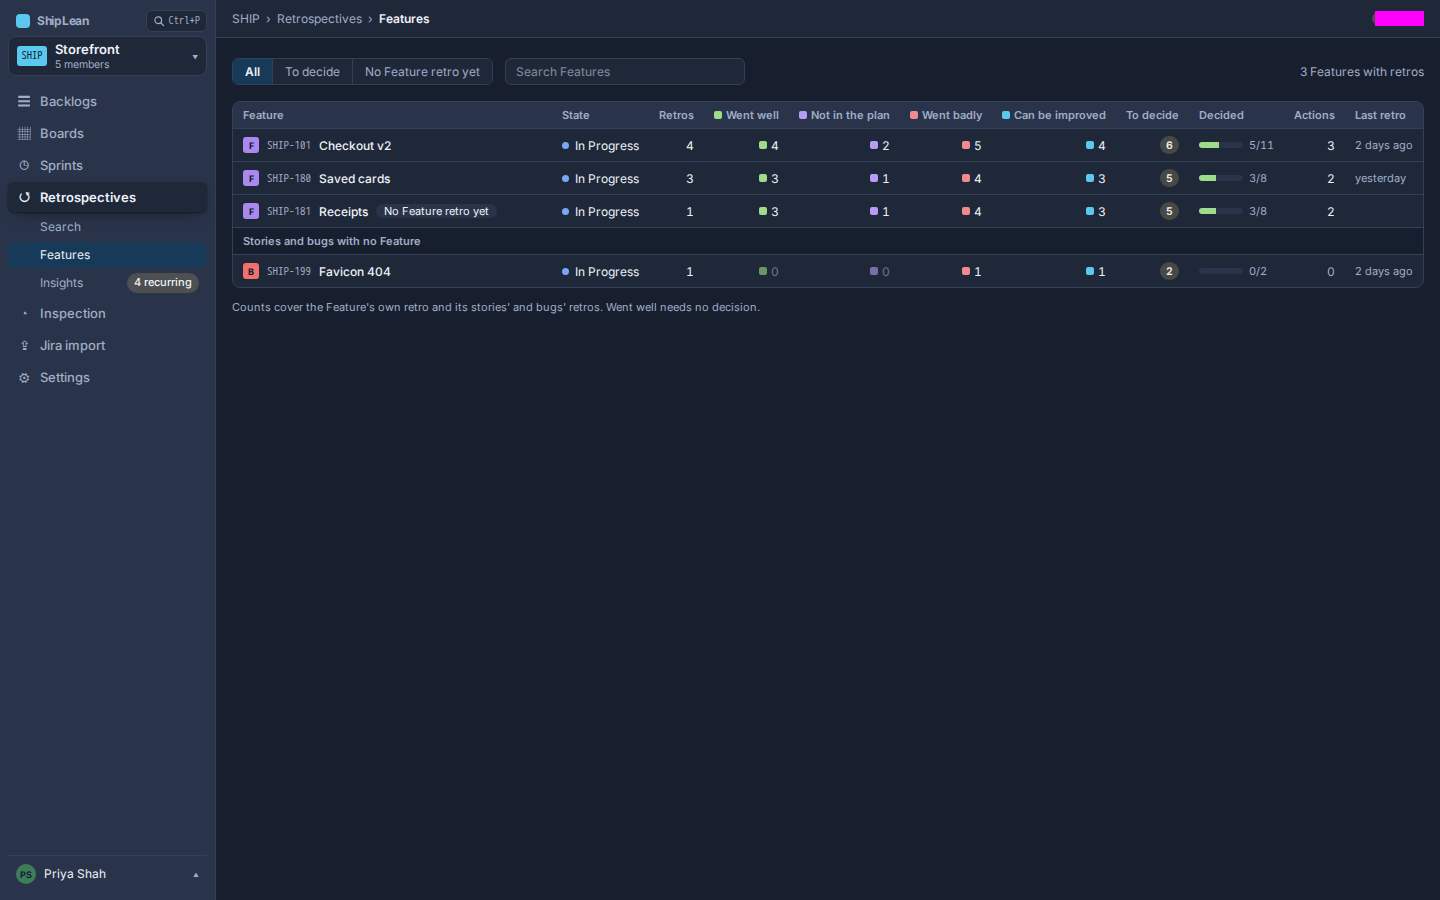 ShipLean
Ctrl+P
SHIP
Storefront
5 members
Backlogs
Boards
Sprints
Retrospectives
Search
Features
Insights 4 recurring
Inspection
Jira import
Settings
PS Priya Shah
SHIP › Retrospectives › Features
All To decide No Feature retro yet Search Features 3 Features with retros
Feature State Retros Went well Not in the plan Went badly Can be improved To decide Decided Actions Last retro
F SHIP-101 Checkout v2 In Progress 4 4 2 5 4 6 5/11 3 2 days ago
F SHIP-180 Saved cards In Progress 3 3 1 4 3 5 3/8 2 yesterday
F SHIP-181 Receipts No Feature retro yet In Progress 1 3 1 4 3 5 3/8 2
Stories and bugs with no Feature
B SHIP-199 Favicon 404 In Progress 1 0 0 1 1 2 0/2 0 2 days ago
Counts cover the Feature's own retro and its stories' and bugs' retros. Went well needs no decision.